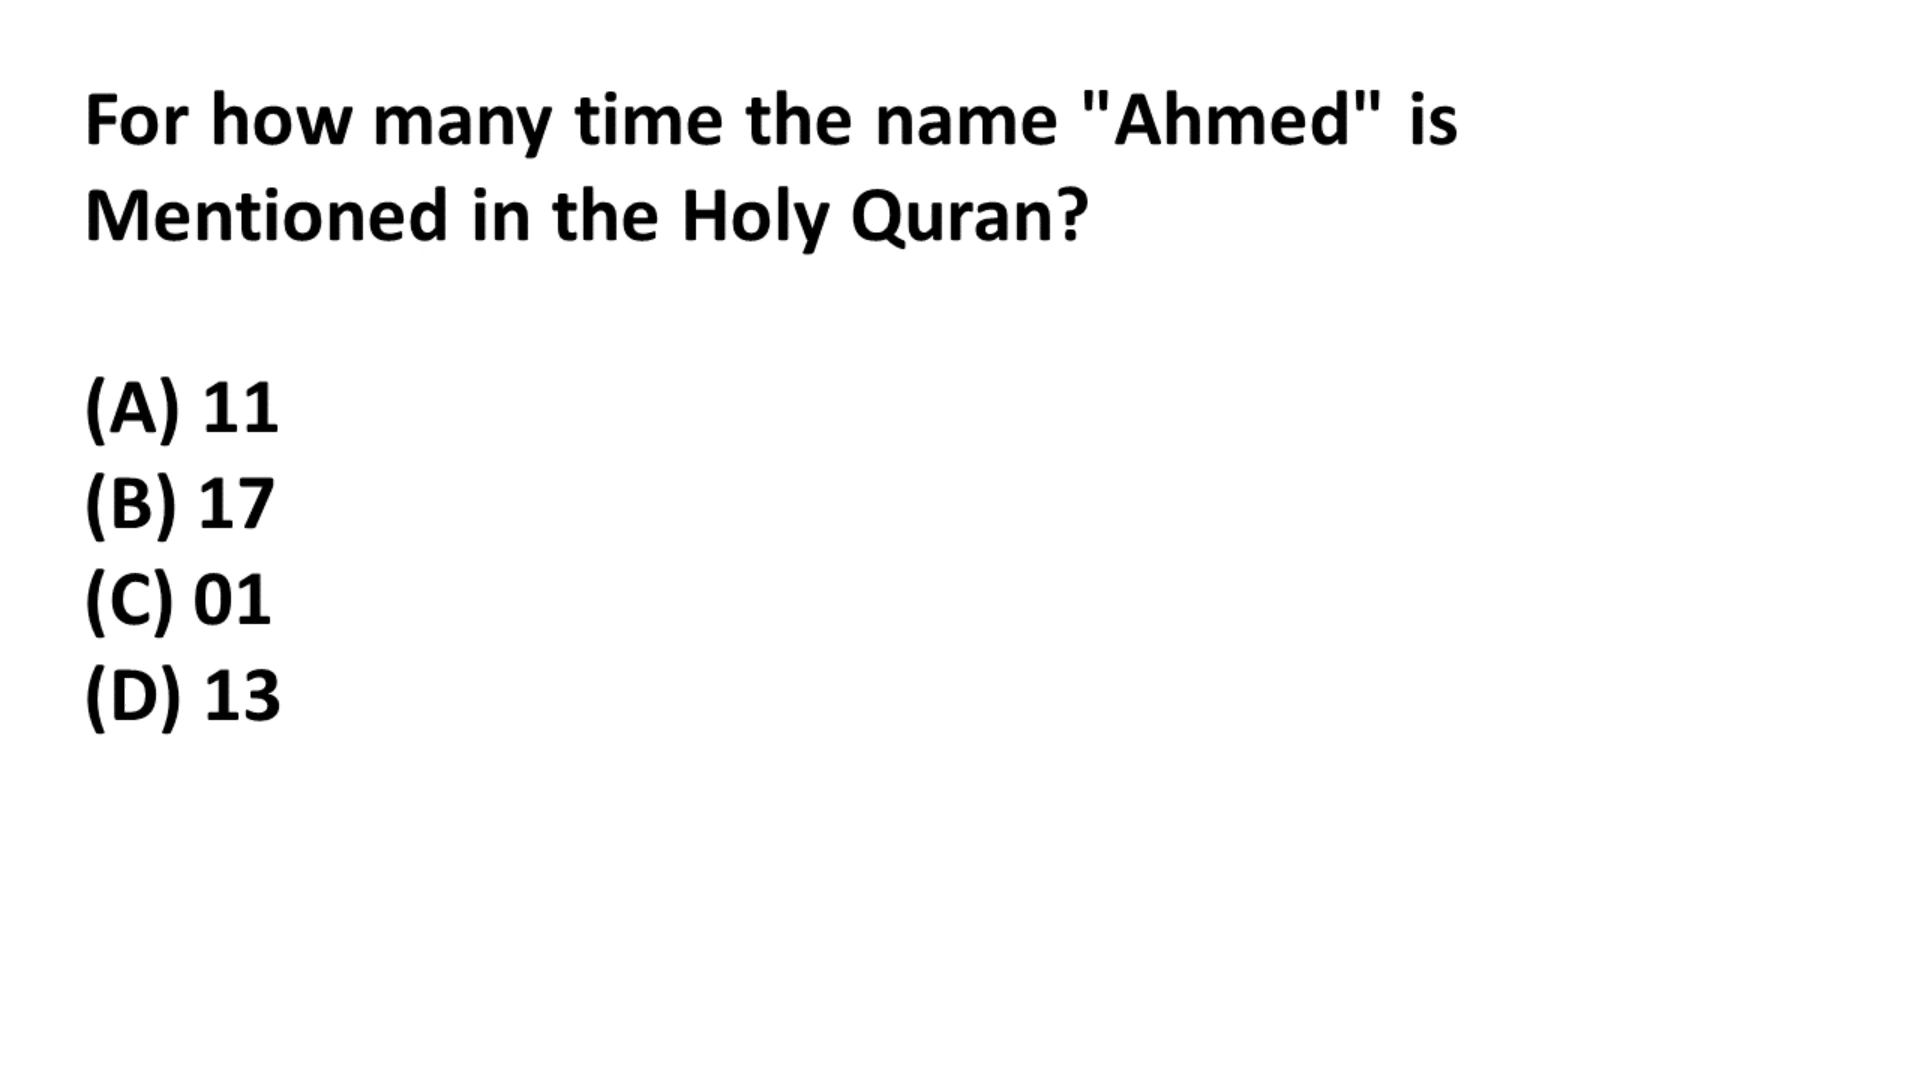 For how many time the name "Ahmed" is
Mentioned in the Holy Quran?
(A) 11
(B) 17
(C) 01
(D) 13